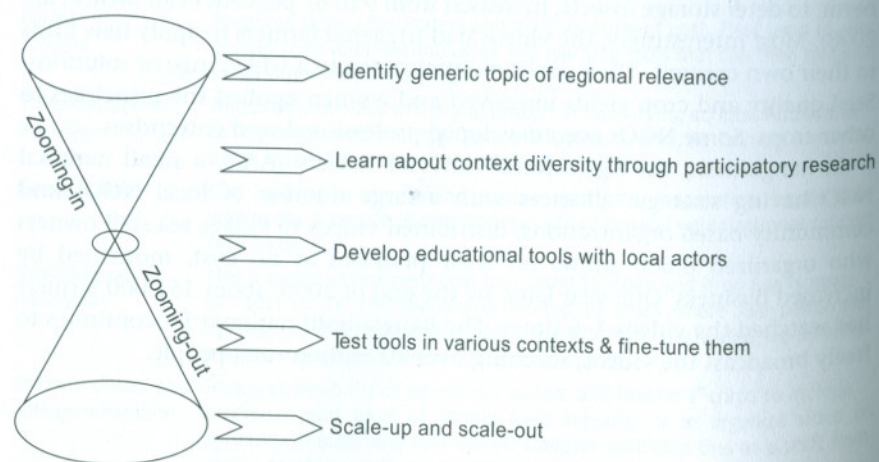 Identify generic topic of regional relevance
Zooming-in
Learn about context diversity through participatory research
Develop educational tools with local actors
Zooming-out
Test tools in various contexts & fine-tune them
Scale-up and scale-out